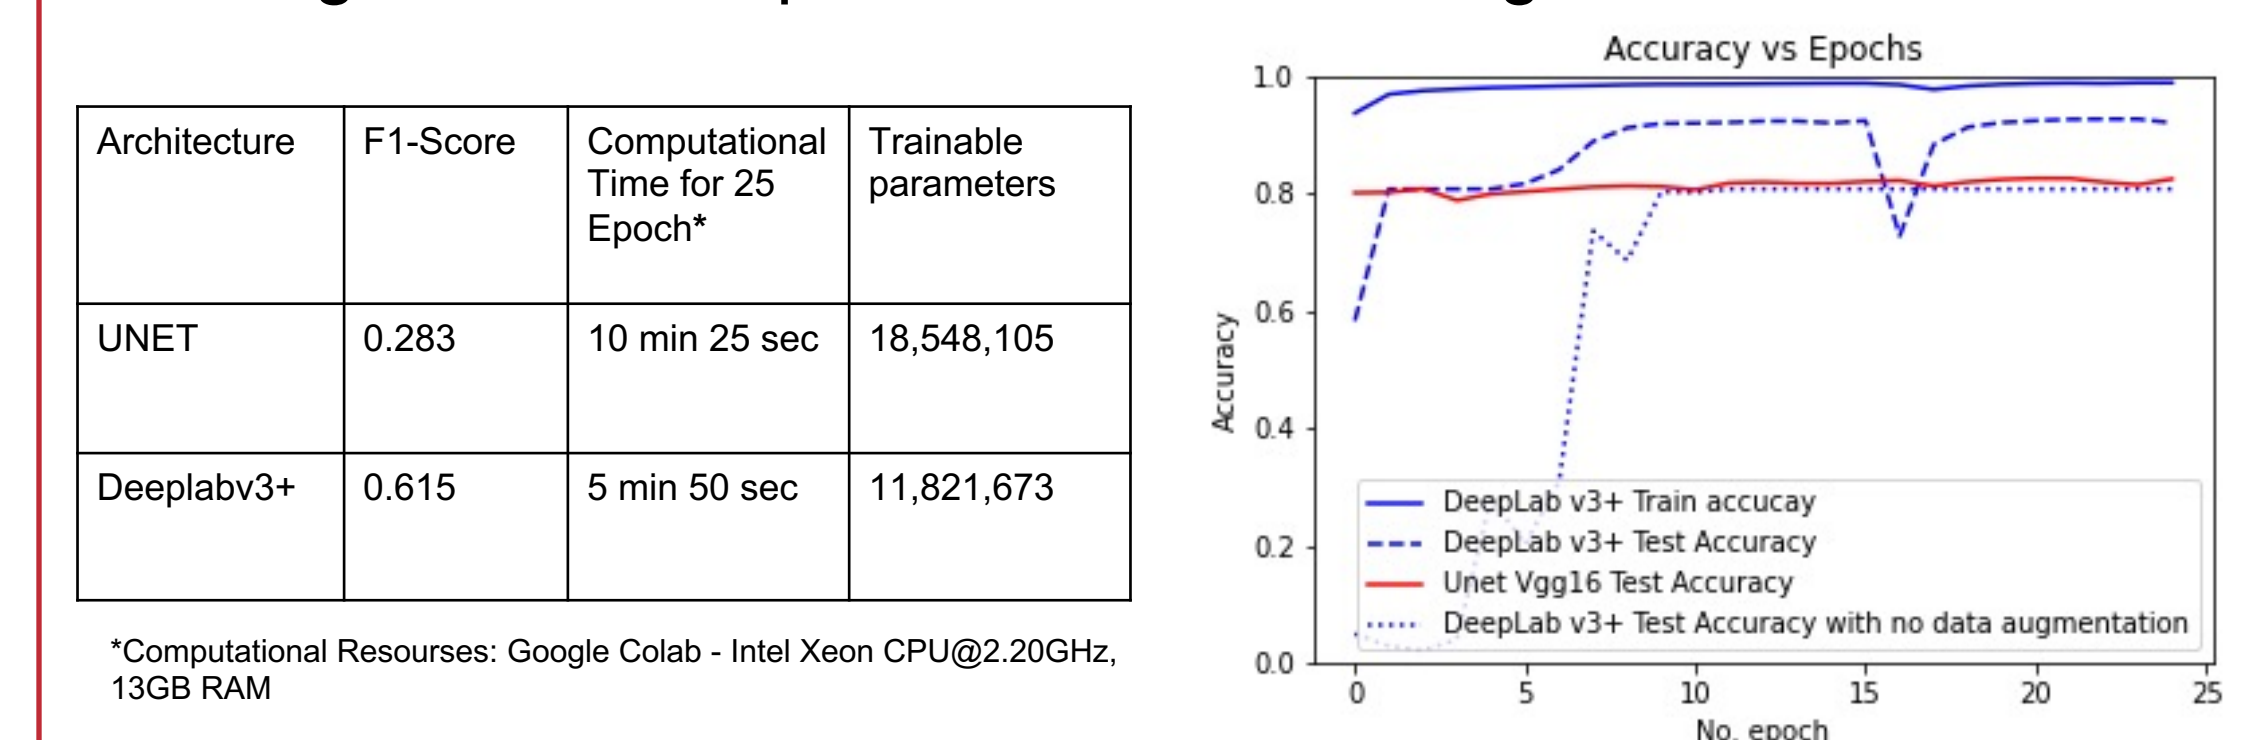 Architecture
F1-Score
Computational
Time for 25
Epoch*
Trainable
parameters
UNET
0.283
10 min 25 sec
18,548,105
Deeplabv3+
0.615
5 min 50 sec
11,821,673
*Computational Resourses: Google Colab - Intel Xeon CPU@2.20GHz,
13GB RAM
Accuracy vs Epochs
1.0
0.8
0.6
0.4
0.2
0.0
Accuracy
DeepLab v3+ Train accucay
DeepLab v3+ Test Accuracy
Unet Vgg16 Test Accuracy
DeepLab v3+ Test Accuracy with no data augmentation
0
5
10
15
20
25
No. epoch